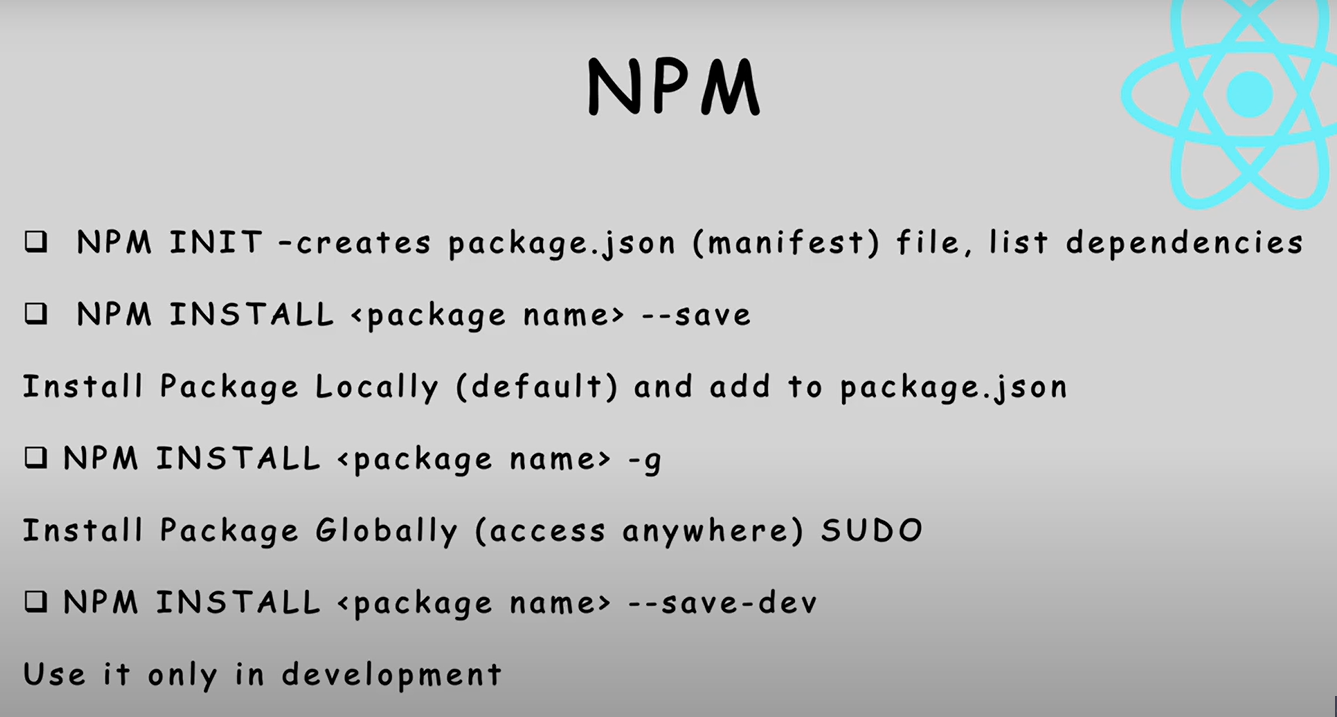 NPM
NPM INIT -creates package.json (manifest) file, list dependencies
NPM INSTALL <package name> --save
Install Package Locally (default) and add to package.json
NPM INSTALL <package name> -g
Install Package Globally (access anywhere) SUDO
NPM INSTALL <package name> --save-dev
Use it only in development